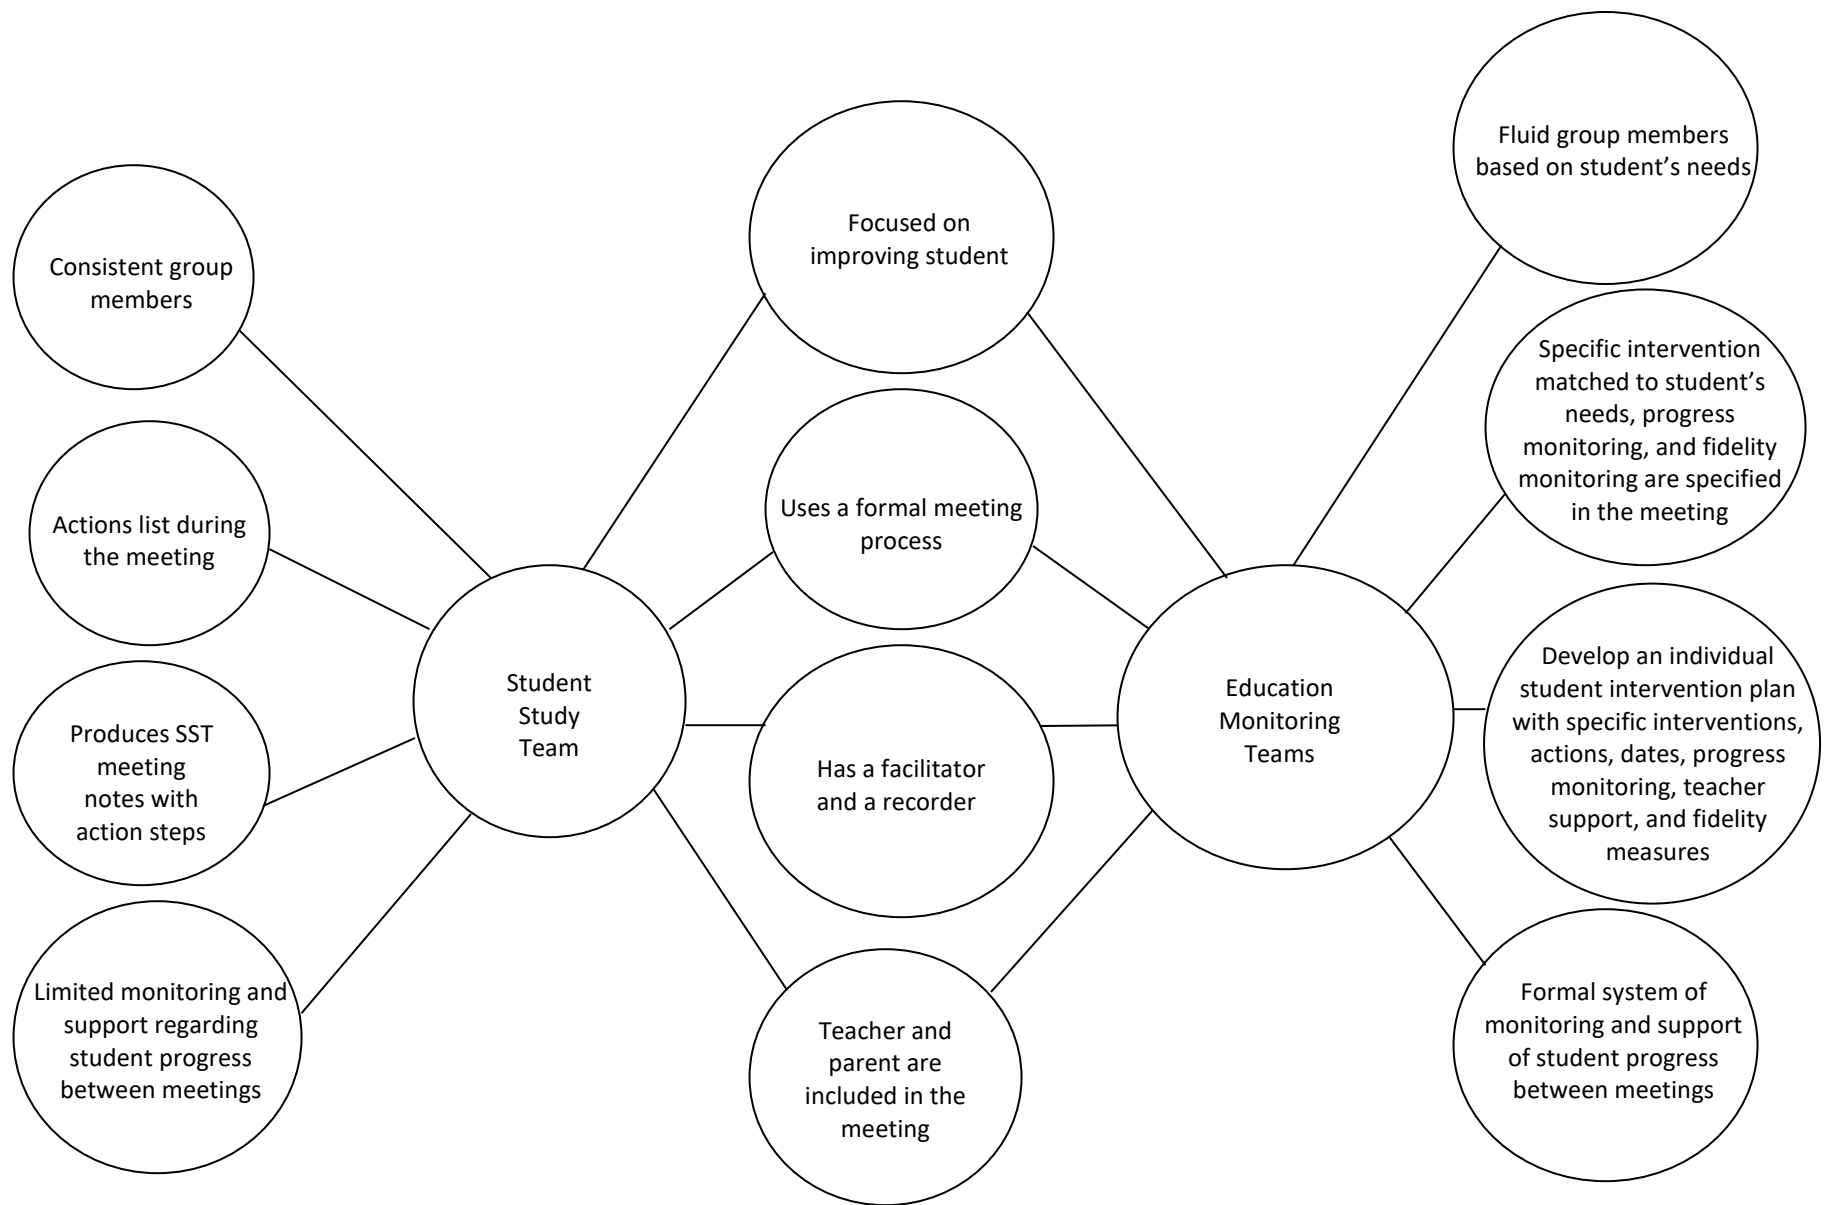 Consistent group
members
Actions list during
the meeting
Produces SST
meeting
notes with
action steps
Limited monitoring and
support regarding
student progress
between meetings
Student
Study
Team
Focused on
improving student
Uses a formal meeting
process
Has a facilitator
and a recorder
Teacher and
parent are
included in the
meeting
Education
Monitoring
Teams
Fluid group members
based on student’s needs
Specific intervention
matched to student’s
needs, progress
monitoring, and fidelity
monitoring are specified
in the meeting
Develop an individual
student intervention plan
with specific interventions,
actions, dates, progress
monitoring, teacher
support, and fidelity
measures
Formal system of
monitoring and support
of student progress
between meetings